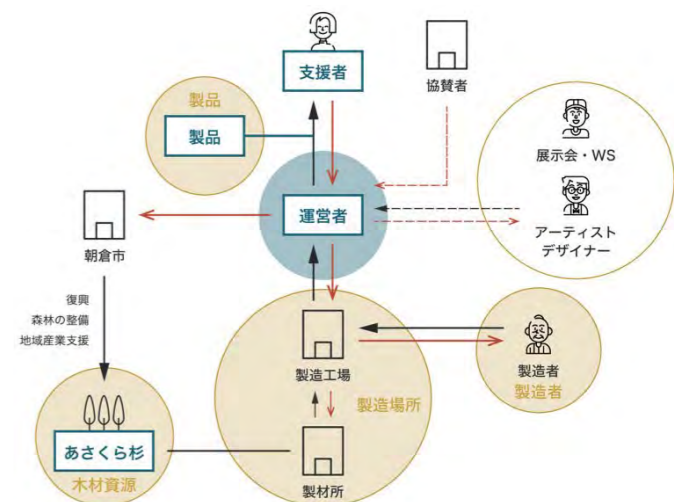 支援者
協賛者
製品
製品
展示会・WS
運営者
アーティスト
デザイナー
朝倉市
復興
森林の整備
地域産業支援
製造工場
製造者
製造者
製造場所
あさくら杉
木材資源
製材所